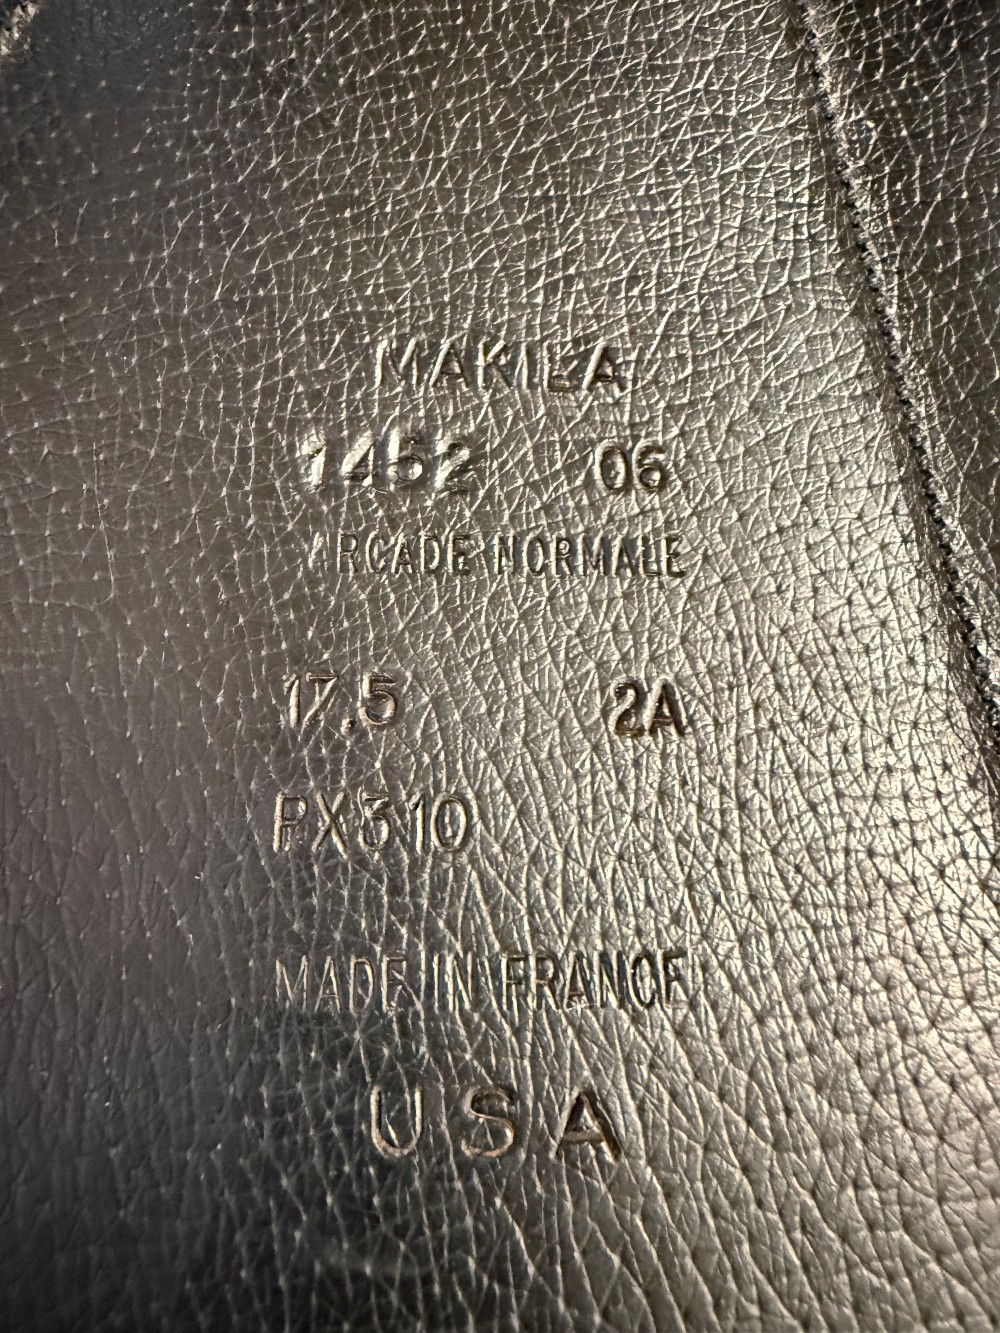 MAKILA
1452 06
ARCADE NORMALE
17,5 2A
PX310
MADE IN FRANCE
USA